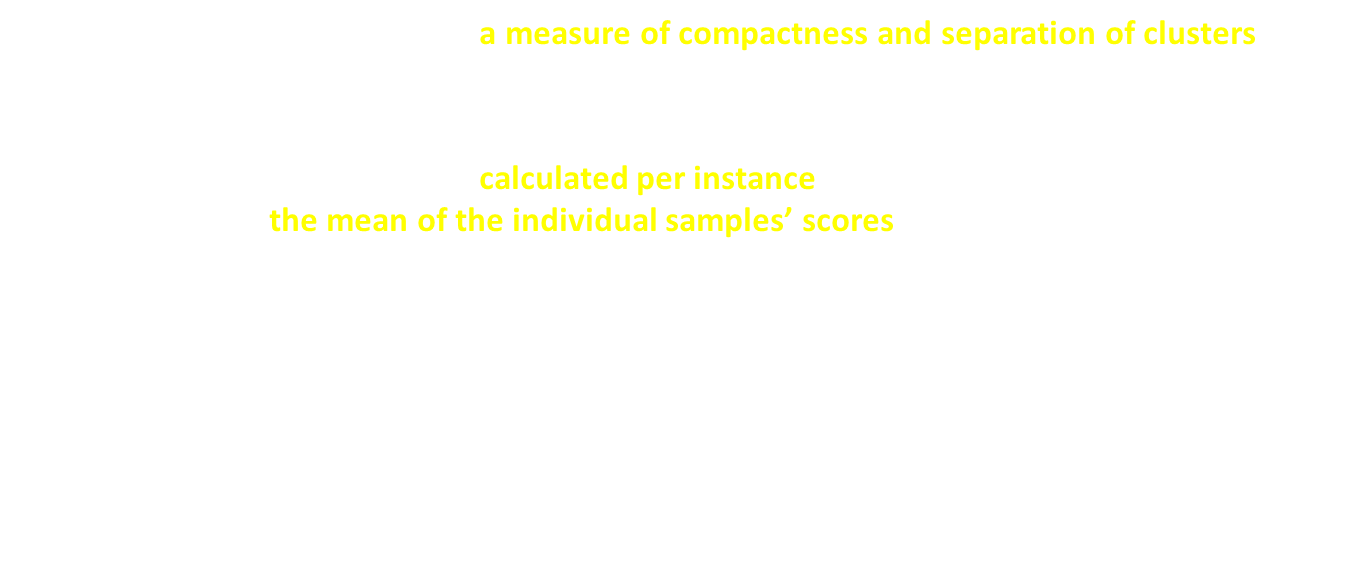 a measure of compactness and separation of clusters
calculated per instance
the mean of the individual samples’ scores